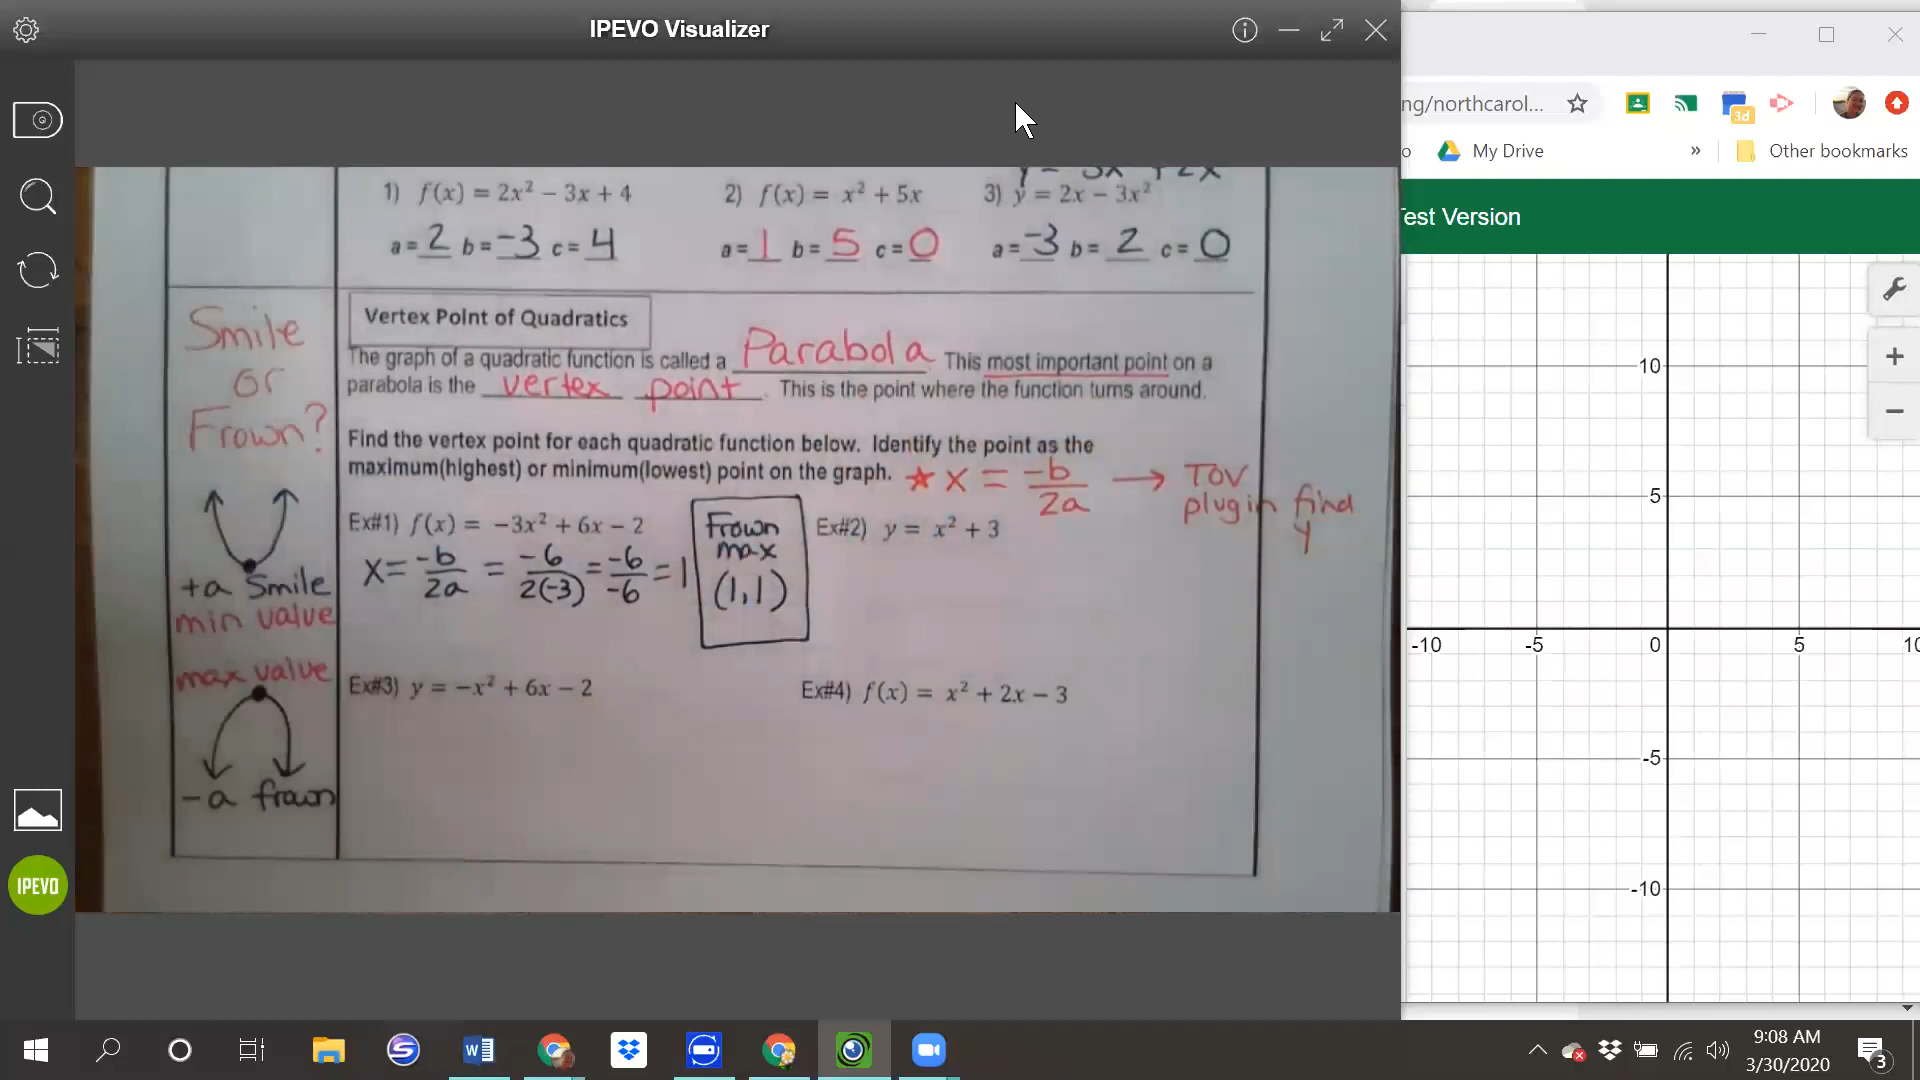 IPEVO Visualizer
ng/northcarol...
3d
o
My Drive
»
Other bookmarks
Test Version
y = 3x + 2x
1) f(x) = 2x² − 3x + 4
2) f(x) = x² + 5x
3) y = 2x − 3x²
a = 2 b = −3 c = 4
a = 1 b = 5 c = 0
a = −3 b = 2 c = 0
Smile
or
Frown?
+a Smile
min value
max value
-a frown
Vertex Point of Quadratics
The graph of a quadratic function is called a Parabola. This most important point on a
parabola is the vertex point. This is the point where the function turns around.
Find the vertex point for each quadratic function below. Identify the point as the
maximum(highest) or minimum(lowest) point on the graph. ★ x = -b/2a → TOV
plug in find
y
Ex#1) f(x) = −3x² + 6x − 2
x = -b/2a = -6/2(-3) = -6/-6 = 1
Frown
max
(1,1)
Ex#2) y = x² + 3
Ex#3) y = −x² + 6x − 2
Ex#4) f(x) = x² + 2x − 3
10
5
-10 -5 0 5 10
-5
-10
IPEVO
9:08 AM
3/30/2020
3